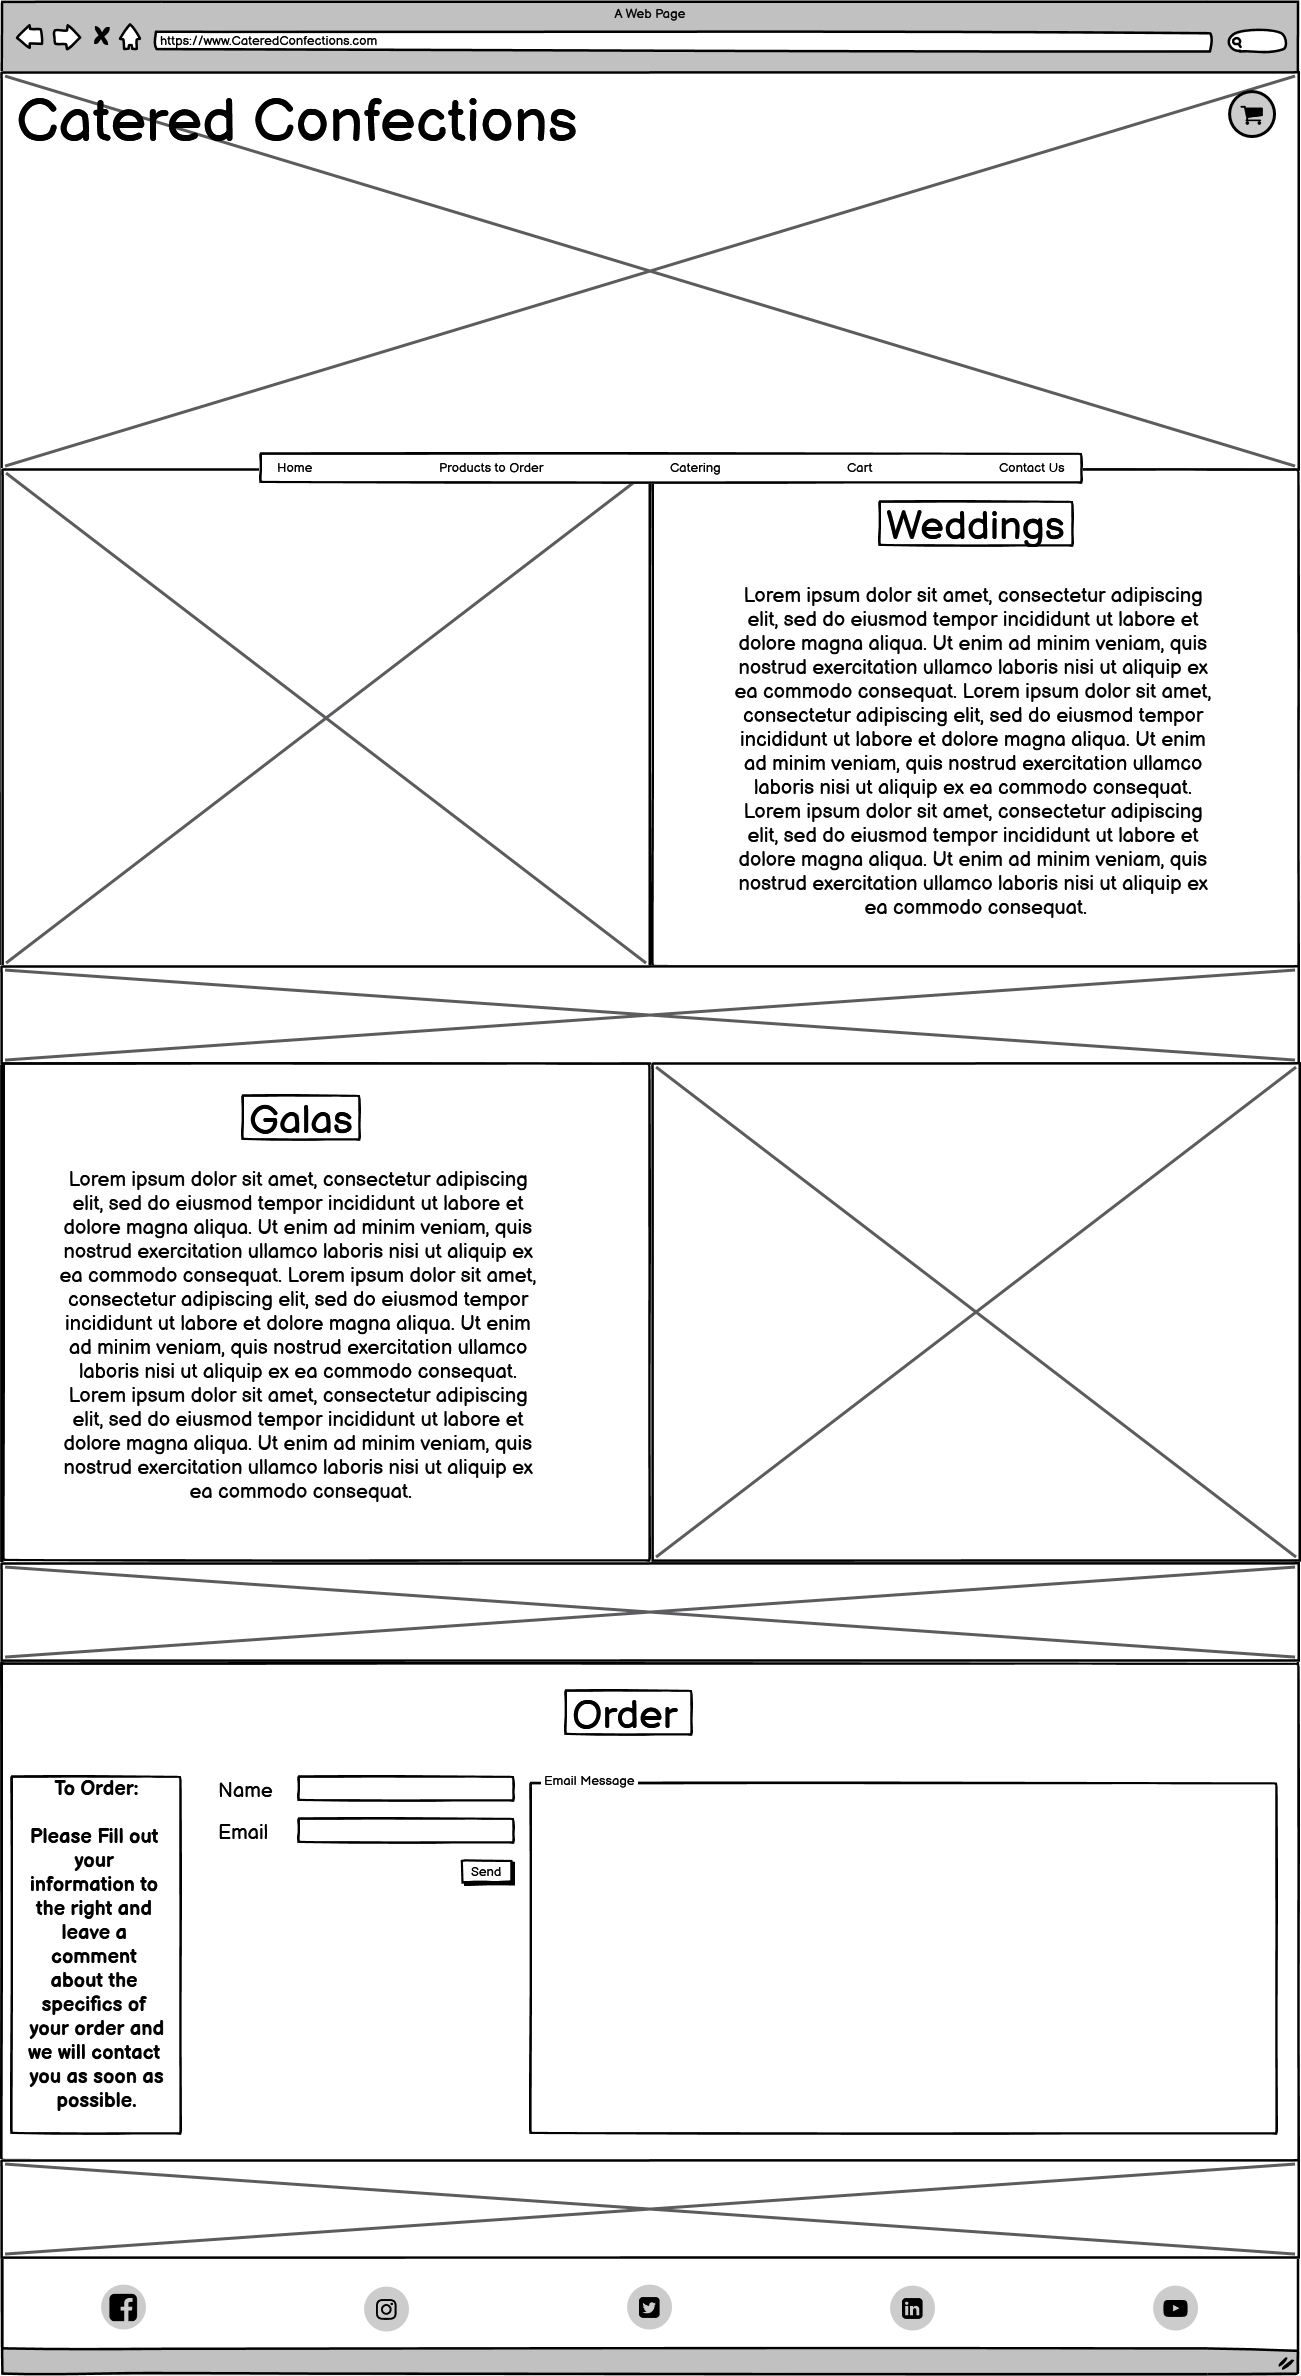 A Web Page
https://www.CateredConfections.com
Catered Confections
Home Products to Order Catering Cart Contact Us
Weddings
Lorem ipsum dolor sit amet, consectetur adipiscing
elit, sed do eiusmod tempor incididunt ut labore et
dolore magna aliqua. Ut enim ad minim veniam, quis
nostrud exercitation ullamco laboris nisi ut aliquip ex
ea commodo consequat. Lorem ipsum dolor sit amet,
consectetur adipiscing elit, sed do eiusmod tempor
incididunt ut labore et dolore magna aliqua. Ut enim
ad minim veniam, quis nostrud exercitation ullamco
laboris nisi ut aliquip ex ea commodo consequat.
Lorem ipsum dolor sit amet, consectetur adipiscing
elit, sed do eiusmod tempor incididunt ut labore et
dolore magna aliqua. Ut enim ad minim veniam, quis
nostrud exercitation ullamco laboris nisi ut aliquip ex
ea commodo consequat.
Galas
Lorem ipsum dolor sit amet, consectetur adipiscing
elit, sed do eiusmod tempor incididunt ut labore et
dolore magna aliqua. Ut enim ad minim veniam, quis
nostrud exercitation ullamco laboris nisi ut aliquip ex
ea commodo consequat. Lorem ipsum dolor sit amet,
consectetur adipiscing elit, sed do eiusmod tempor
incididunt ut labore et dolore magna aliqua. Ut enim
ad minim veniam, quis nostrud exercitation ullamco
laboris nisi ut aliquip ex ea commodo consequat.
Lorem ipsum dolor sit amet, consectetur adipiscing
elit, sed do eiusmod tempor incididunt ut labore et
dolore magna aliqua. Ut enim ad minim veniam, quis
nostrud exercitation ullamco laboris nisi ut aliquip ex
ea commodo consequat.
Order
To Order:
Please Fill out
your
information to
the right and
leave a
comment
about the
specifics of
your order and
we will contact
you as soon as
possible.
Name
Email
Send
Email Message